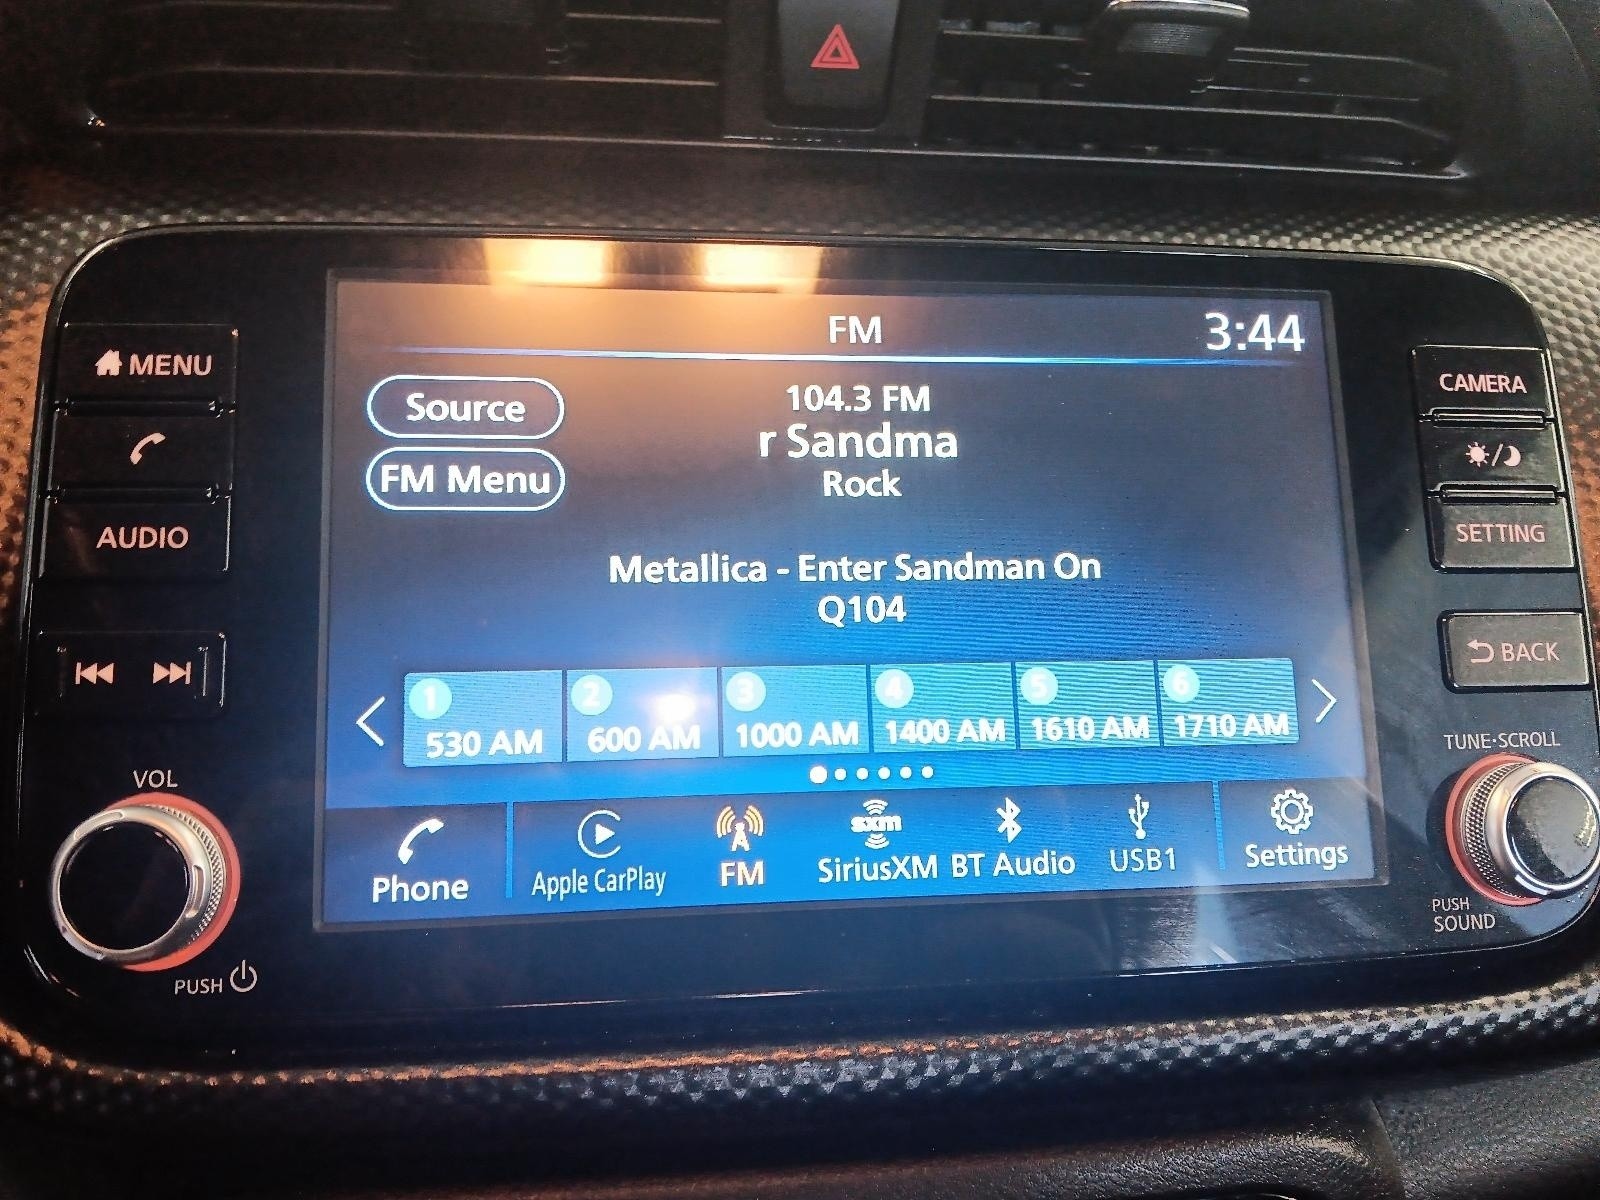 FM
3:44
MENU
Source
104.3 FM
r Sandma
Rock
FM Menu
AUDIO
Metallica - Enter Sandman On
Q104
CAMERA
SETTING
BACK
1
2
3
4
5
6
530 AM
600 AM
1000 AM
1400 AM
1610 AM
1710 AM
VOL
TUNE·SCROLL
Phone
Apple CarPlay
FM
sxm
SiriusXM
BT Audio
USB1
Settings
PUSH
PUSH
SOUND